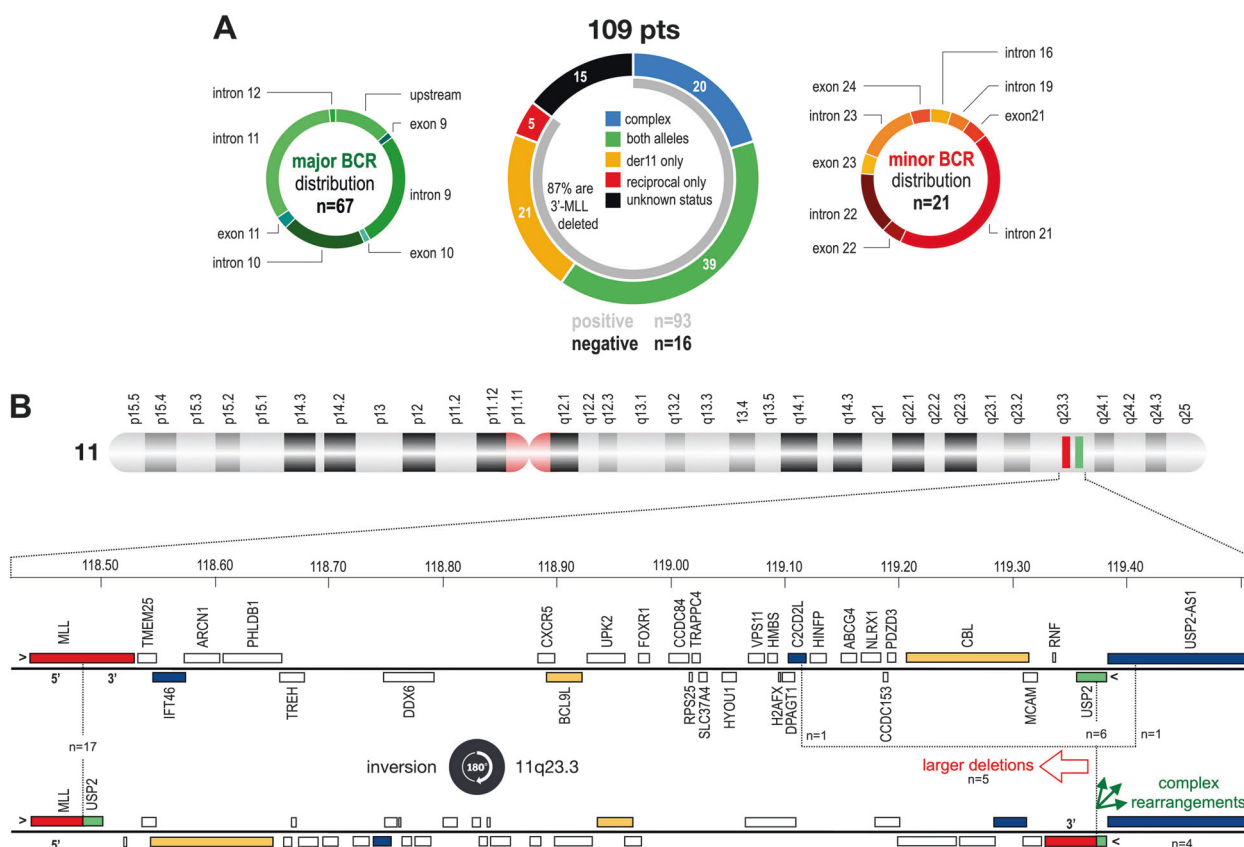 A
109 pts
intron 12
upstream
exon 9
intron 11
major BCR
distribution
n=67
intron 9
exon 11
intron 10
exon 10
15
20
5
21
39
complex
both alleles
der11 only
reciprocal only
unknown status
87% are
3'-MLL
deleted
positive n=93
negative n=16
intron 16
exon 24
intron 19
intron 23
exon21
minor BCR
distribution
n=21
exon 23
intron 22
exon 22
intron 21
B
p15.5 p15.4 p15.3 p15.2 p15.1 p14.3 p14.2 p13 p12 p11.2 p11.12 p11.11 q12.1 q12.2 q12.3 q13.1 q13.2 q13.3 13.4 q13.5 q14.1 q14.3 q21 q22.1 q22.2 q22.3 q23.1 q23.2 q23.3 q24.1 q24.2 q24.3 q25
11
118.50 118.60 118.70 118.80 118.90 119.00 119.10 119.20 119.30 119.40
MLL TMEM25 ARCN1 PHLDB1 CXCR5 UPK2 FOXR1 CCDC84 TRAPPC4 VPS11 HMBS C2CD2L HINFP ABCG4 NLRX1 PDZD3 CBL RNF USP2-AS1
>
5' 3' <
IFT46 TREH DDX6 BCL9L RPS25 SLC37A4 HYOU1 H2AFX DPAGT1 CCDC153 MCAM USP2
n=17
n=1
n=6
n=1
inversion 180° 11q23.3
larger deletions
n=5
complex
rearrangements
MLL USP2
>
3'
5' < n=4